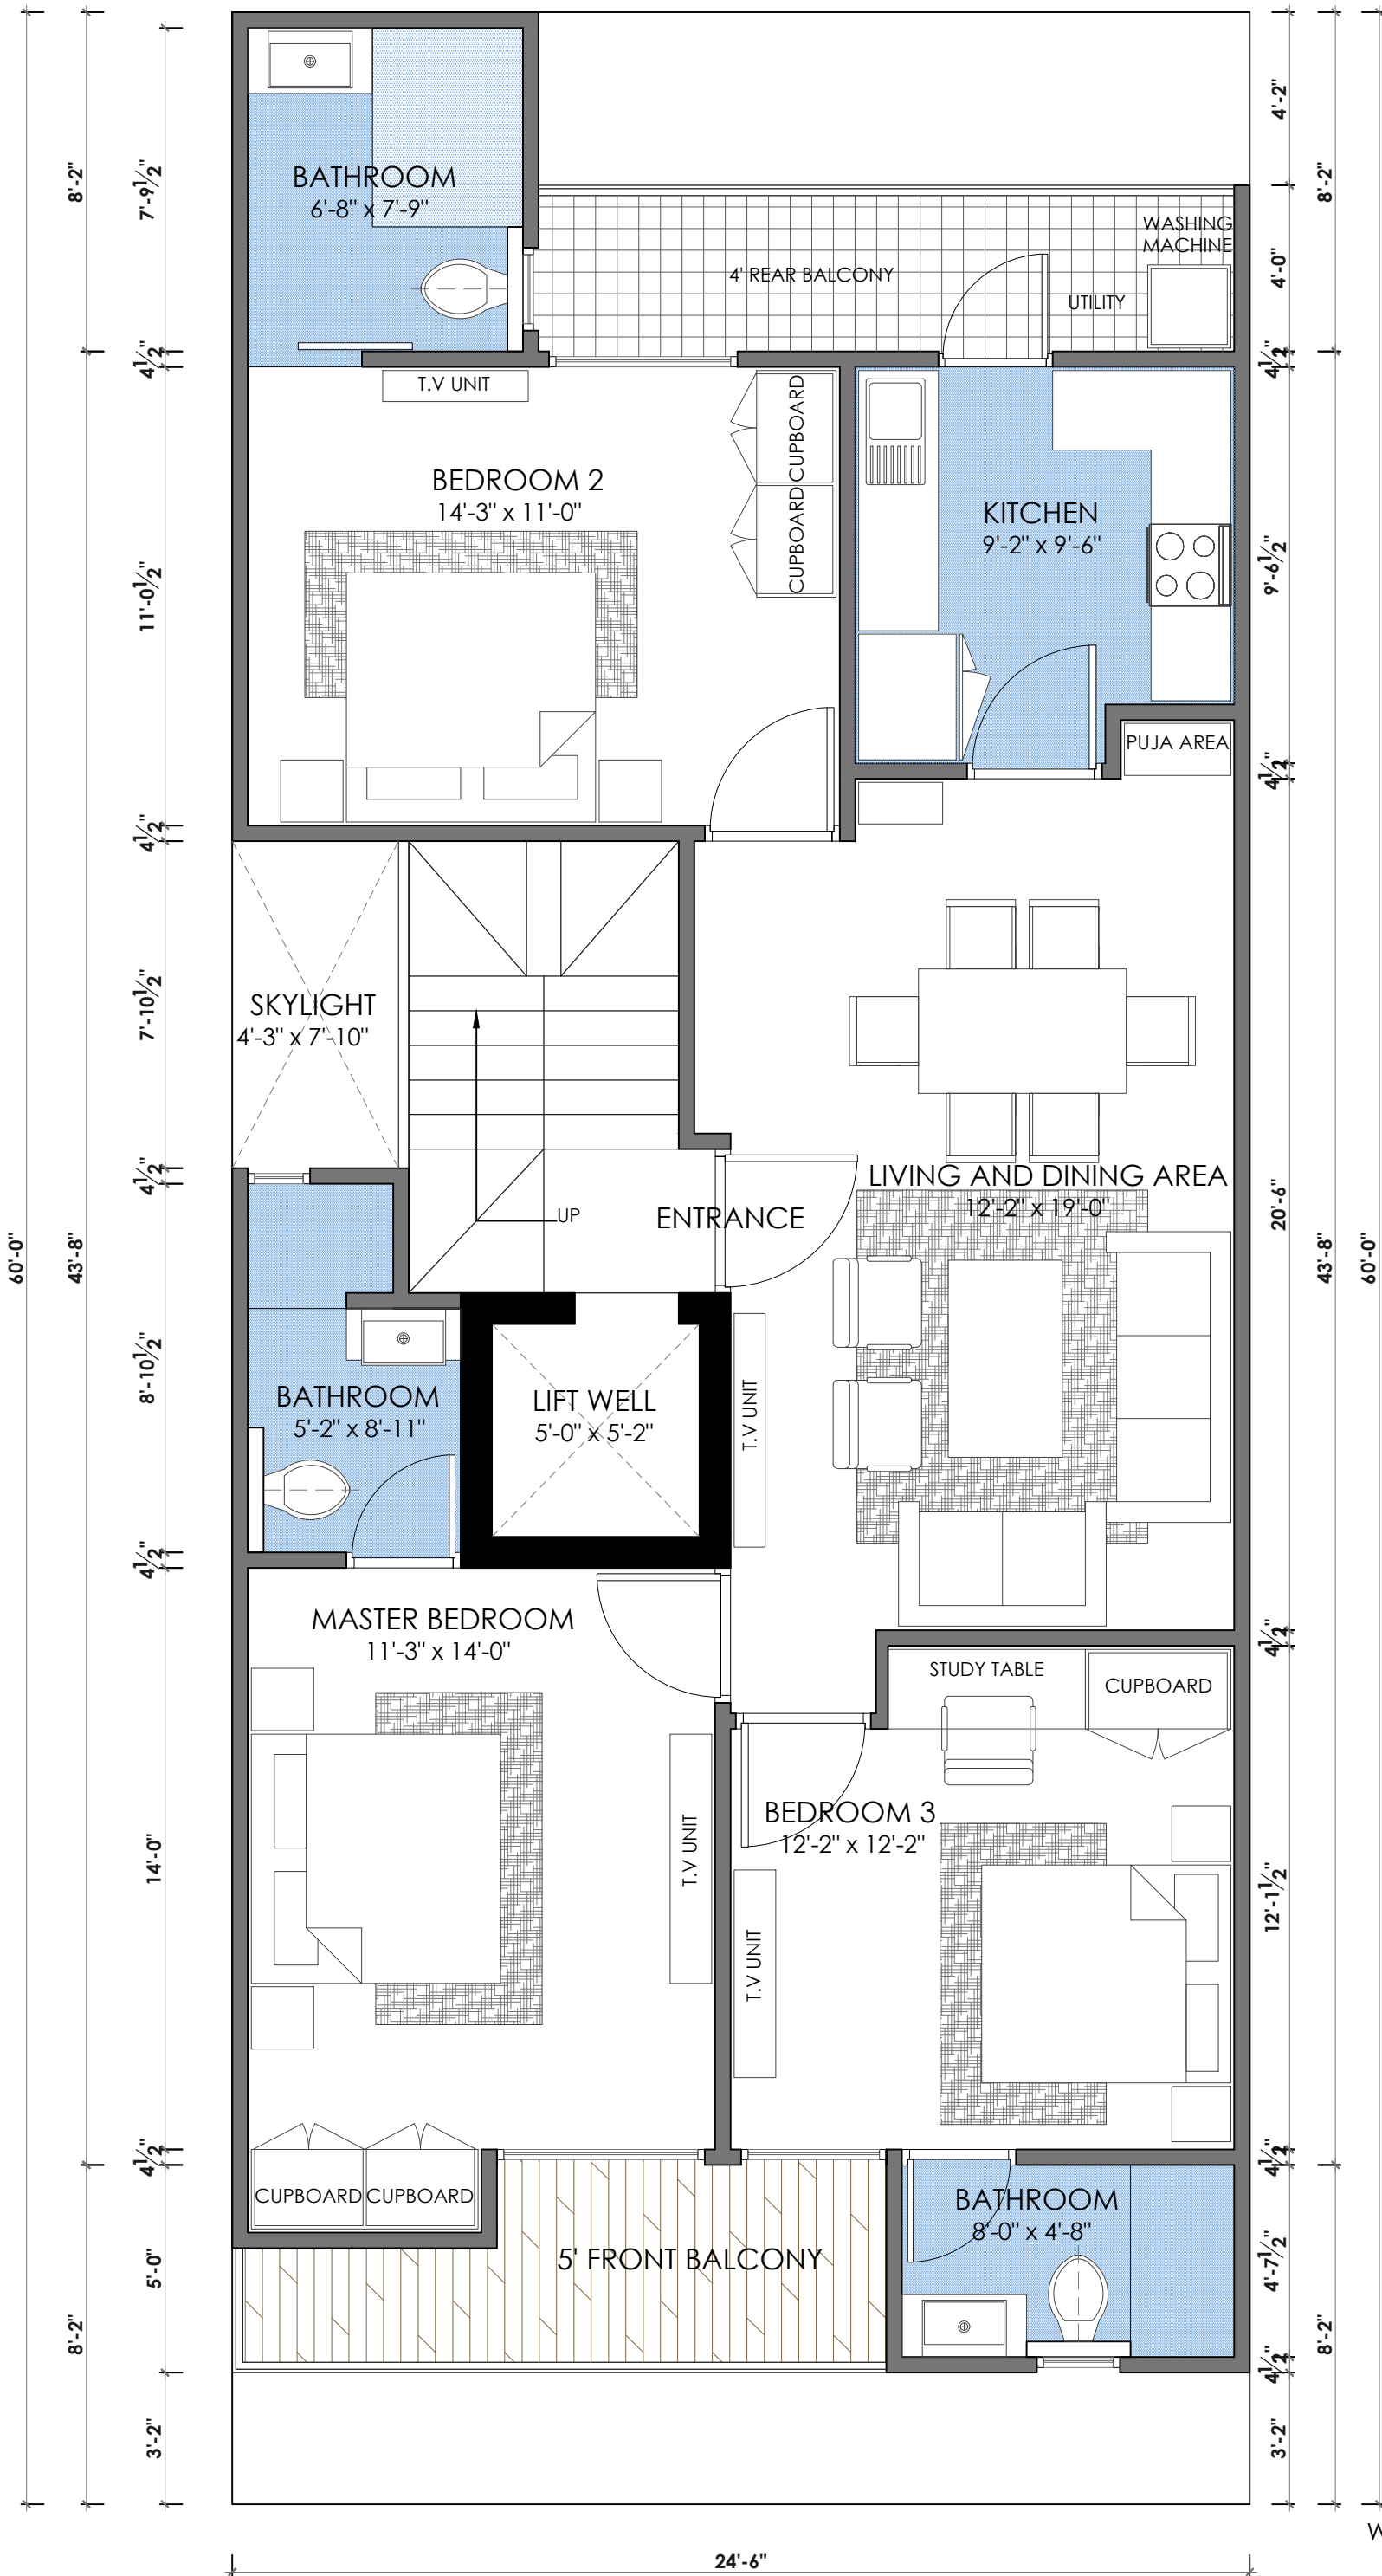 BATHROOM
6'-8" x 7'-9"
WASHING
MACHINE
4' REAR BALCONY
UTILITY
T.V UNIT
CUPBOARD
CUPBOARD
BEDROOM 2
14'-3" x 11'-0"
KITCHEN
9'-2" x 9'-6"
PUJA AREA
SKYLIGHT
4'-3" x 7'-10"
UP
ENTRANCE
LIVING AND DINING AREA
12'-2" x 19'-0"
BATHROOM
5'-2" x 8'-11"
LIFT WELL
5'-0" x 5'-2"
T.V UNIT
MASTER BEDROOM
11'-3" x 14'-0"
STUDY TABLE
CUPBOARD
BEDROOM 3
12'-2" x 12'-2"
T.V UNIT
T.V UNIT
CUPBOARD
CUPBOARD
5' FRONT BALCONY
BATHROOM
8'-0" x 4'-8"
60'-0"
8'-2"
43'-8"
8'-2"
7'-9½"
4½"
11'-0½"
4½"
7'-10½"
4½"
8'-10½"
4½"
14'-0"
4½"
5'-0"
3'-2"
4'-2"
4'-0"
4½"
9'-6½"
4½"
20'-6"
4½"
12'-1½"
4½"
4'-7½"
4½"
3'-2"
8'-2"
43'-8"
8'-2"
60'-0"
24'-6"